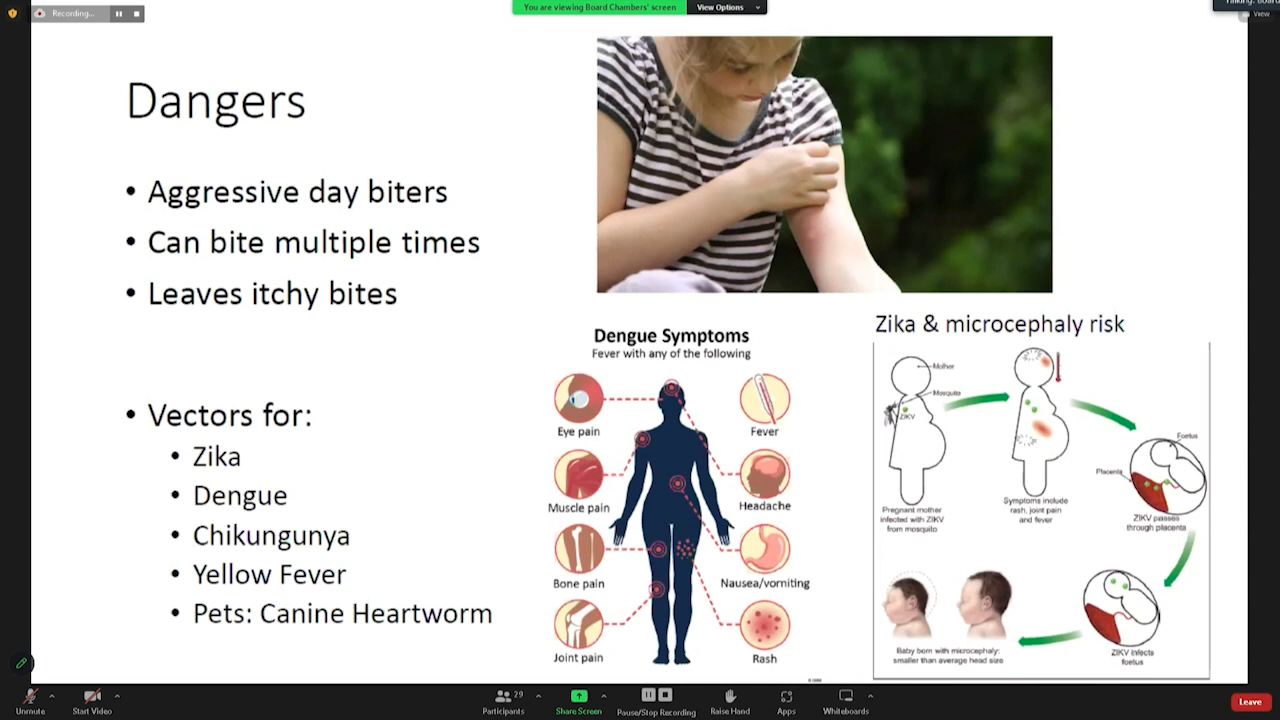 Recording...
You are viewing Board Chambers' screen
View Options
View
Dangers
• Aggressive day biters
• Can bite multiple times
• Leaves itchy bites
• Vectors for:
• Zika
• Dengue
• Chikungunya
• Yellow Fever
• Pets: Canine Heartworm
Dengue Symptoms
Fever with any of the following
Eye pain
Fever
Muscle pain
Headache
Bone pain
Nausea/vomiting
Joint pain
Rash
Zika & microcephaly risk
Mother
Mosquito
ZIKV
Pregnant mother
infected with ZIKV
from mosquito
Symptoms include
rash, joint pain
and fever
Foetus
Placenta
ZIKV passes
through placenta
ZIKV infects
foetus
Baby born with microcephaly:
smaller than average head size
Unmute
Start Video
29
Participants
Share Screen
Pause/Stop Recording
Raise Hand
Apps
Whiteboards
Leave